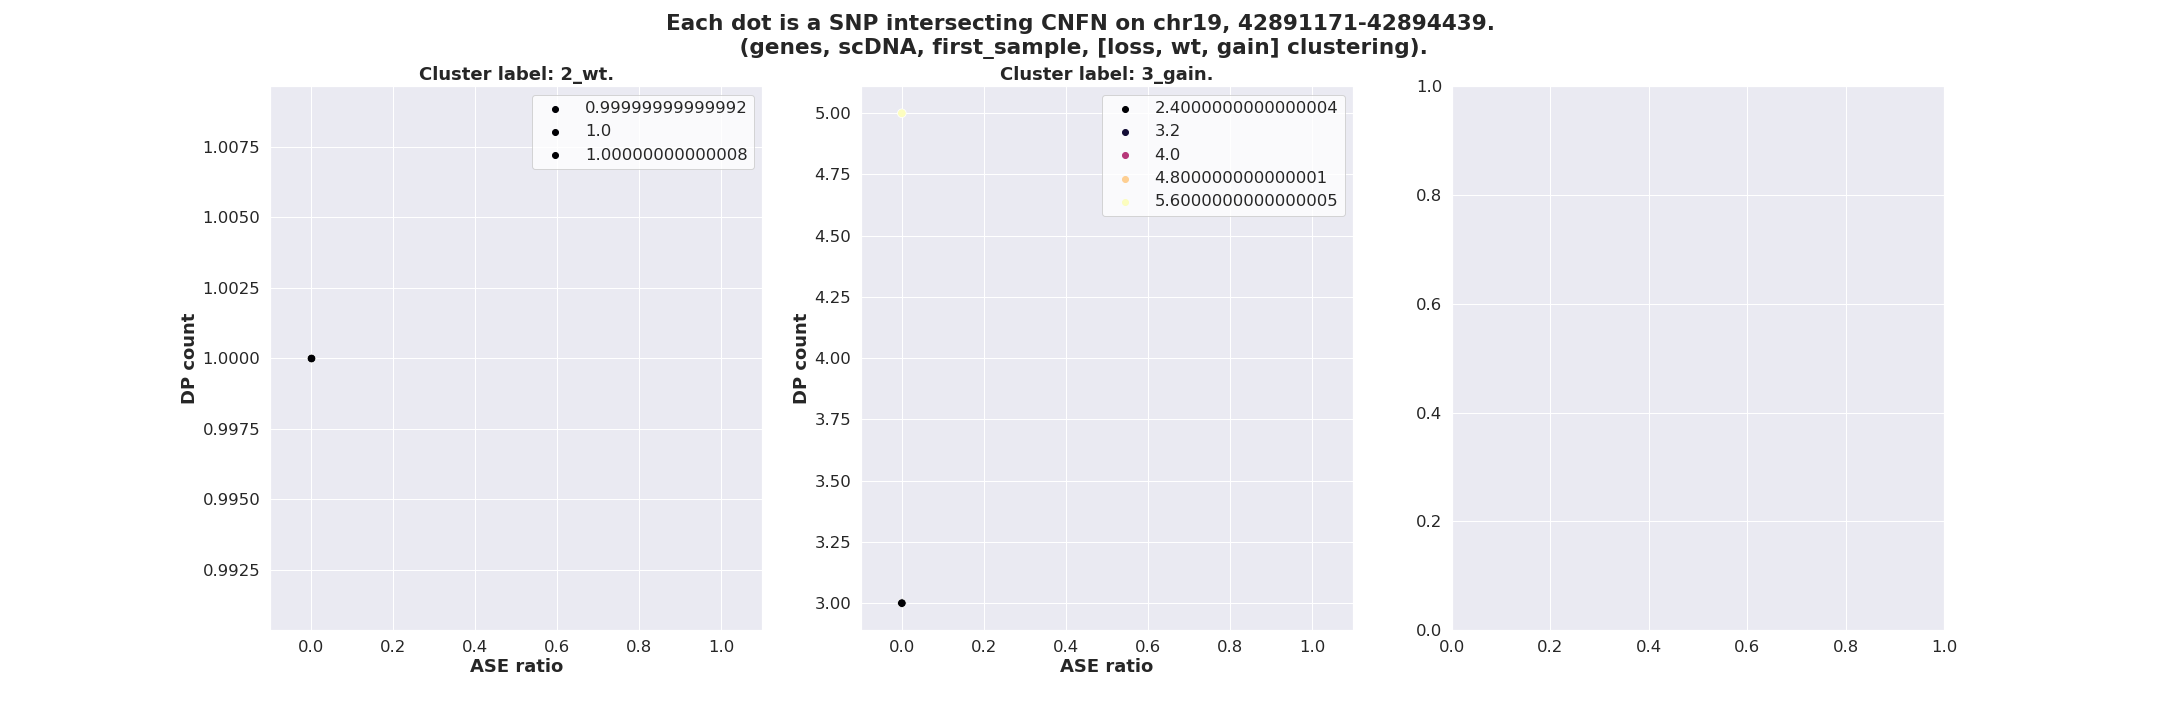 Each dot is a SNP intersecting CNFN on chr19, 42891171-42894439.
(genes, scDNA, first_sample, [loss, wt, gain] clustering).
Cluster label: 2_wt.
0.99999999999992
1.0
1.00000000000008
1.0075
1.0050
1.0025
1.0000
0.9975
0.9950
0.9925
DP count
0.0 0.2 0.4 0.6 0.8 1.0
ASE ratio
Cluster label: 3_gain.
2.4000000000000004
3.2
4.0
4.800000000000001
5.6000000000000005
5.00
4.75
4.50
4.25
4.00
3.75
3.50
3.25
3.00
DP count
0.0 0.2 0.4 0.6 0.8 1.0
ASE ratio
1.0
0.8
0.6
0.4
0.2
0.0
0.0 0.2 0.4 0.6 0.8 1.0